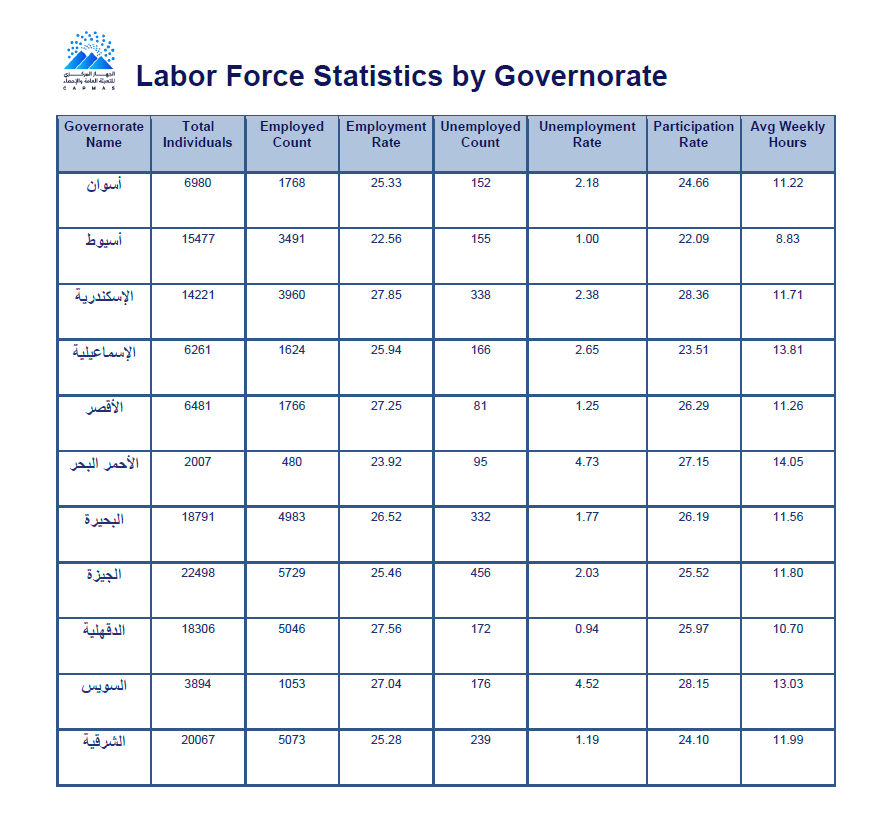 الجهاز المركزي
للتعبئة العامة والإحصاء
CAPMAS
Labor Force Statistics by Governorate
Governorate Name Total Individuals Employed Count Employment Rate Unemployed Count Unemployment Rate Participation Rate Avg Weekly Hours
أسوان 6980 1768 25.33 152 2.18 24.66 11.22
أسيوط 15477 3491 22.56 155 1.00 22.09 8.83
الإسكندرية 14221 3960 27.85 338 2.38 28.36 11.71
الإسماعيلية 6261 1624 25.94 166 2.65 23.51 13.81
الأقصر 6481 1766 27.25 81 1.25 26.29 11.26
الأحمر البحر 2007 480 23.92 95 4.73 27.15 14.05
البحيرة 18791 4983 26.52 332 1.77 26.19 11.56
الجيزة 22498 5729 25.46 456 2.03 25.52 11.80
الدقهلية 18306 5046 27.56 172 0.94 25.97 10.70
السويس 3894 1053 27.04 176 4.52 28.15 13.03
الشرقية 20067 5073 25.28 239 1.19 24.10 11.99